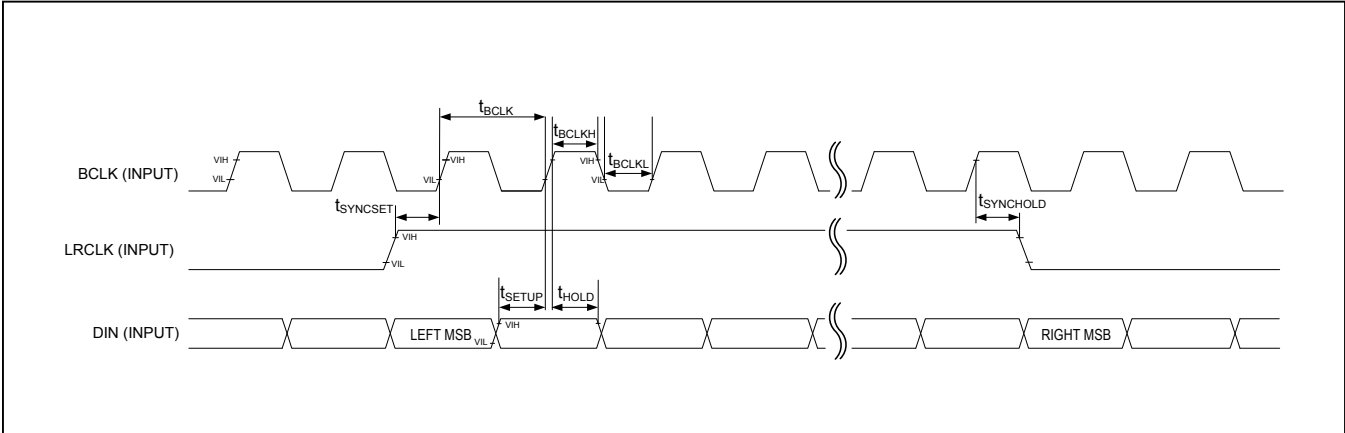 tBCLK
tBCLKH
VIH
VIH
VIH
BCLK (INPUT)
VIL
VIL
VIL
tBCLKL
tSYNCSET
tSYNCHOLD
VIH
LRCLK (INPUT)
VIL
tSETUP
tHOLD
VIH
DIN (INPUT)
LEFT MSB
VIL
RIGHT MSB